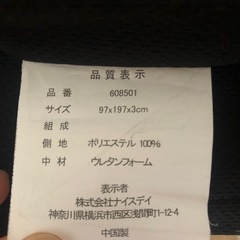 品質表示
品番 608501
サイズ 97x197x3cm
組成
側地 ポリエステル 100%
中材 ウレタンフォーム
表示者
株式会社ナイスデイ
神奈川県横浜市西区浅間町1-12-4
中国製